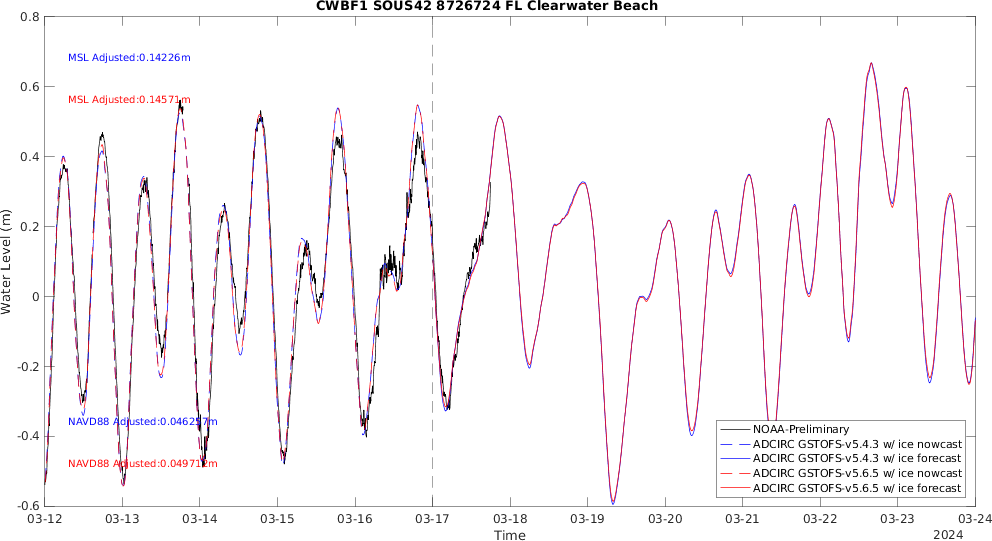 CWBF1 SOUS42 8726724 FL Clearwater Beach
0.8
0.6
0.4
0.2
0
-0.2
-0.4
-0.6
Water Level (m)
MSL Adjusted:0.14226m
MSL Adjusted:0.14571m
NAVD88 Adjusted:0.046257m
NAVD88 Adjusted:0.049712m
NOAA-Preliminary
ADCIRC GSTOFS-v5.4.3 w/ ice nowcast
ADCIRC GSTOFS-v5.4.3 w/ ice forecast
ADCIRC GSTOFS-v5.6.5 w/ ice nowcast
ADCIRC GSTOFS-v5.6.5 w/ ice forecast
03-12 03-13 03-14 03-15 03-16 03-17 03-18 03-19 03-20 03-21 03-22 03-23 03-24
Time
2024